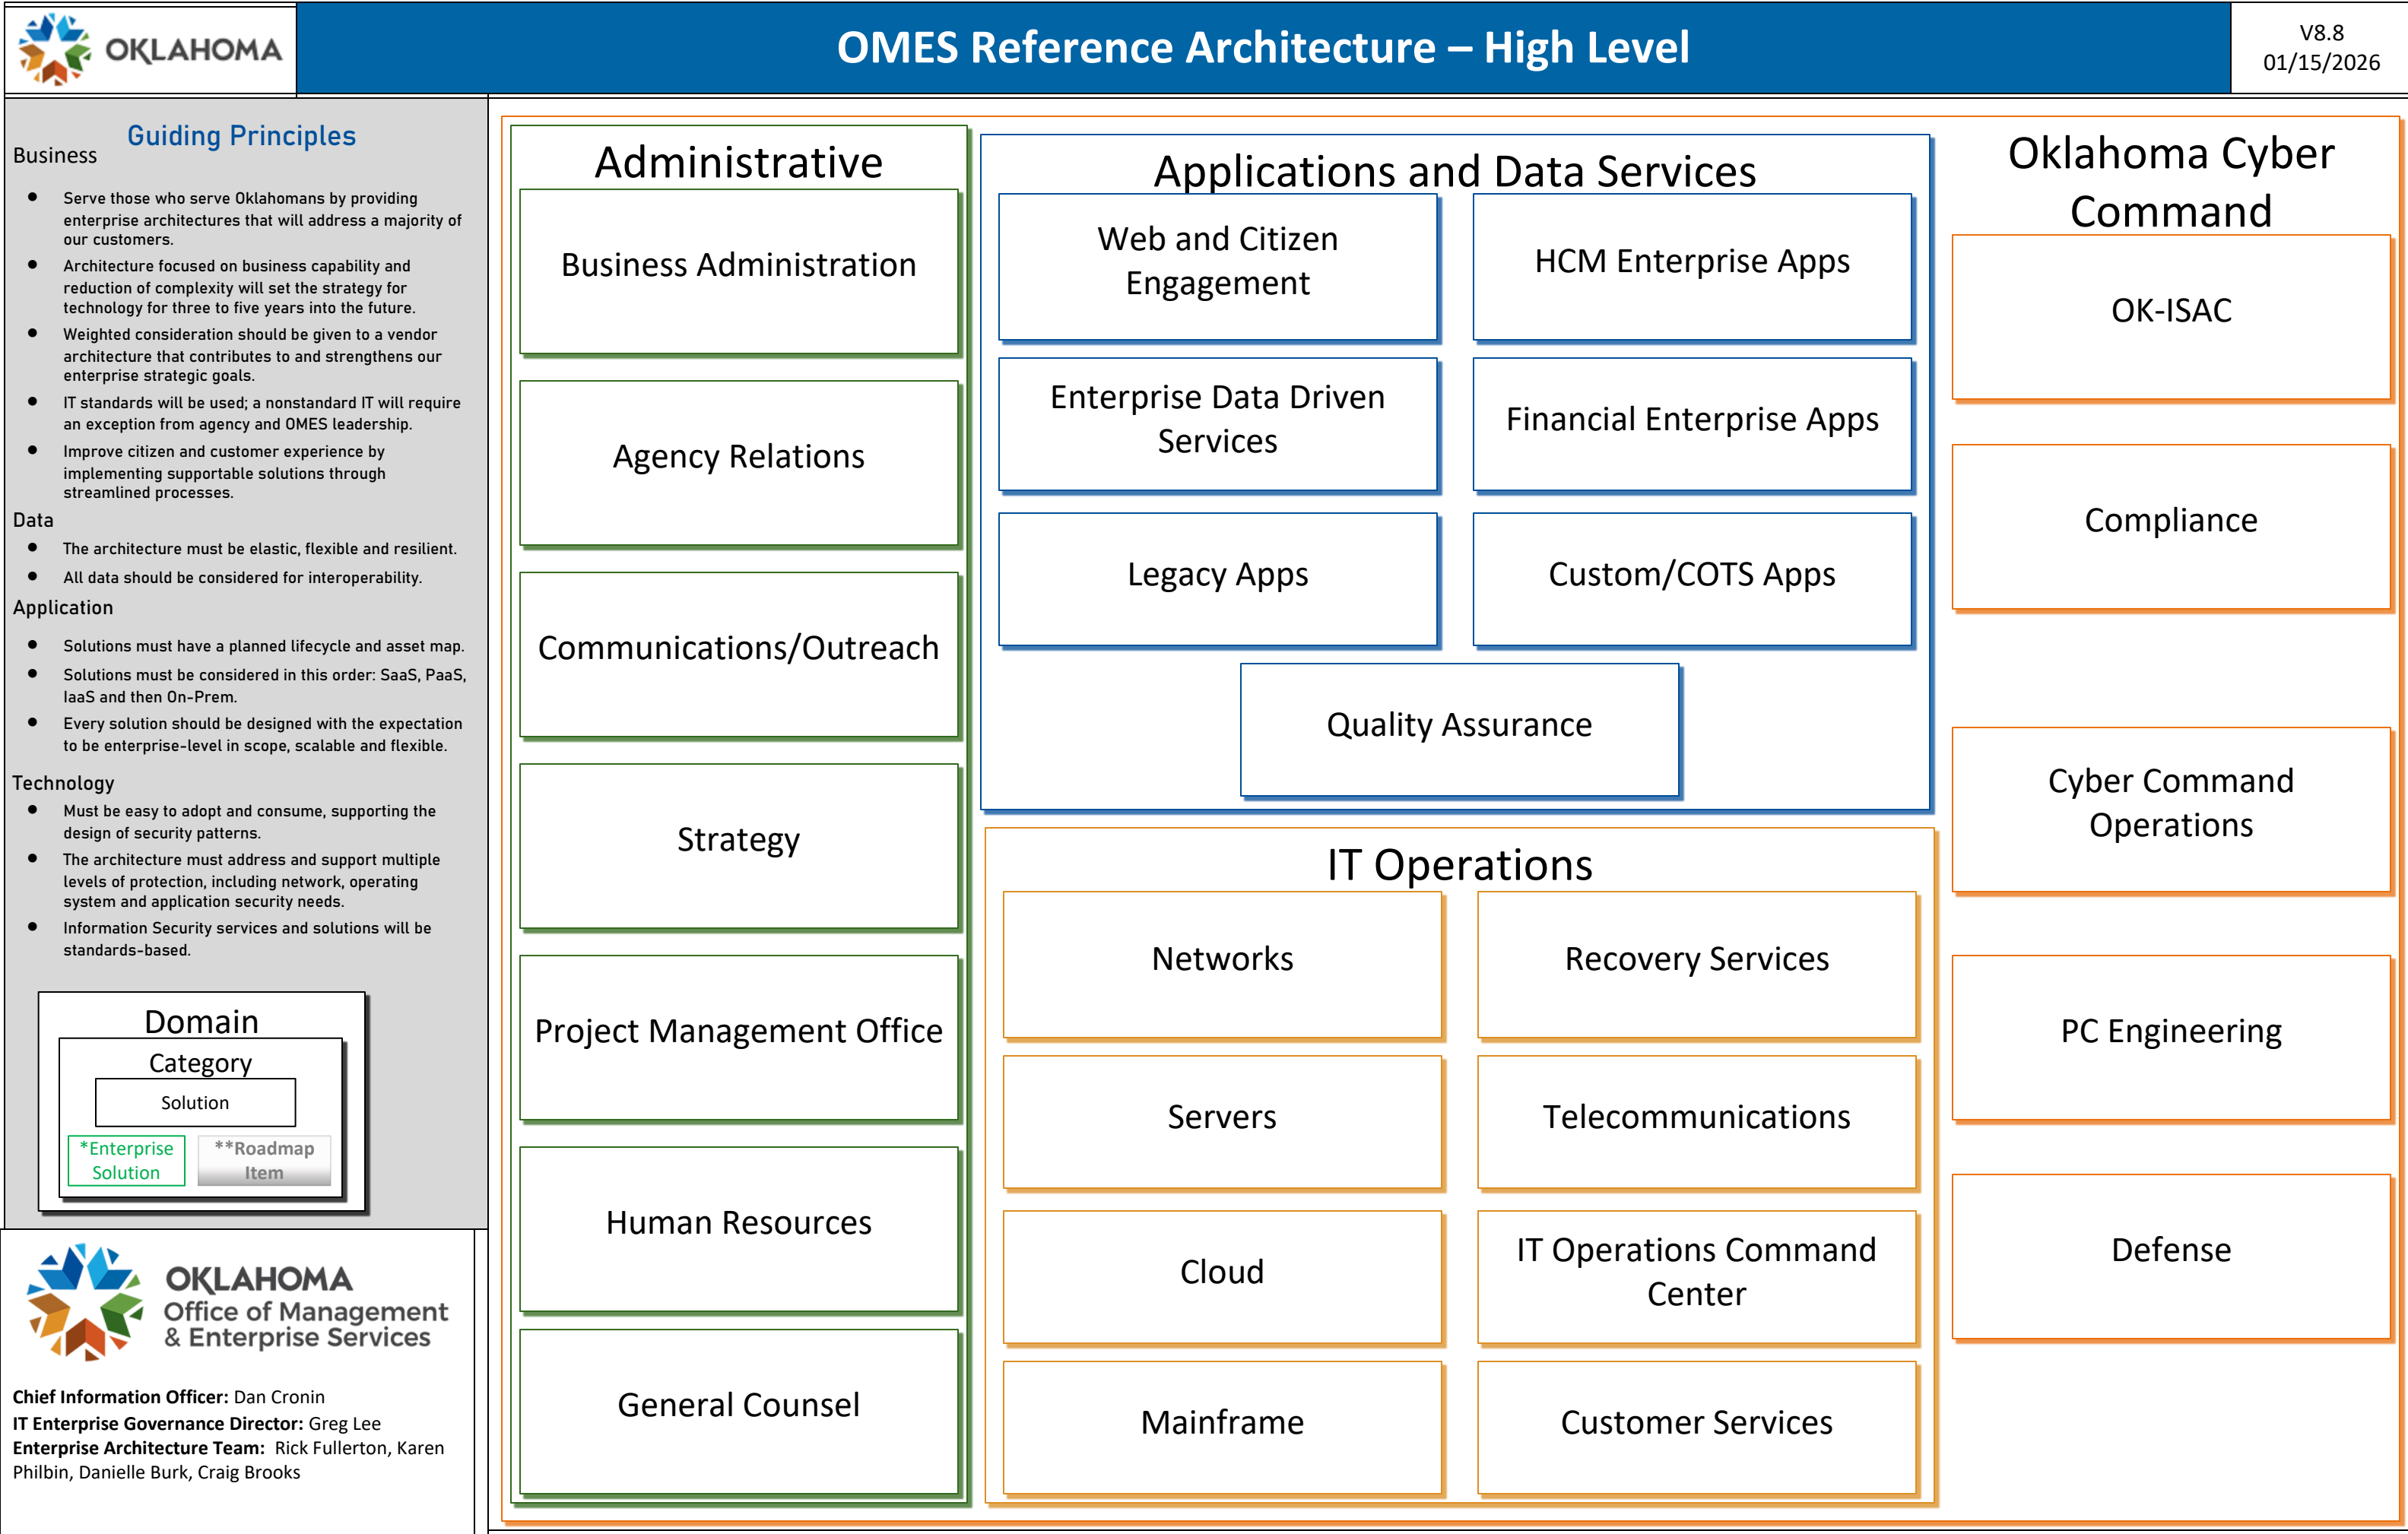 OKLAHOMA
OMES Reference Architecture – High Level
V8.8
01/15/2026
Guiding Principles
Business
● Serve those who serve Oklahomans by providing
enterprise architectures that will address a majority of
our customers.
● Architecture focused on business capability and
reduction of complexity will set the strategy for
technology for three to five years into the future.
● Weighted consideration should be given to a vendor
architecture that contributes to and strengthens our
enterprise strategic goals.
● IT standards will be used; a nonstandard IT will require
an exception from agency and OMES leadership.
● Improve citizen and customer experience by
implementing supportable solutions through
streamlined processes.
Data
● The architecture must be elastic, flexible and resilient.
● All data should be considered for interoperability.
Application
● Solutions must have a planned lifecycle and asset map.
● Solutions must be considered in this order: SaaS, PaaS,
IaaS and then On-Prem.
● Every solution should be designed with the expectation
to be enterprise-level in scope, scalable and flexible.
Technology
● Must be easy to adopt and consume, supporting the
design of security patterns.
● The architecture must address and support multiple
levels of protection, including network, operating
system and application security needs.
● Information Security services and solutions will be
standards-based.
Domain
Category
Solution
*Enterprise
Solution
**Roadmap
Item
OKLAHOMA
Office of Management
& Enterprise Services
Chief Information Officer: Dan Cronin
IT Enterprise Governance Director: Greg Lee
Enterprise Architecture Team: Rick Fullerton, Karen
Philbin, Danielle Burk, Craig Brooks
Administrative
Business Administration
Agency Relations
Communications/Outreach
Strategy
Project Management Office
Human Resources
General Counsel
Applications and Data Services
Web and Citizen
Engagement
HCM Enterprise Apps
Enterprise Data Driven
Services
Financial Enterprise Apps
Legacy Apps
Custom/COTS Apps
Quality Assurance
IT Operations
Networks
Recovery Services
Servers
Telecommunications
Cloud
IT Operations Command
Center
Mainframe
Customer Services
Oklahoma Cyber
Command
OK-ISAC
Compliance
Cyber Command
Operations
PC Engineering
Defense